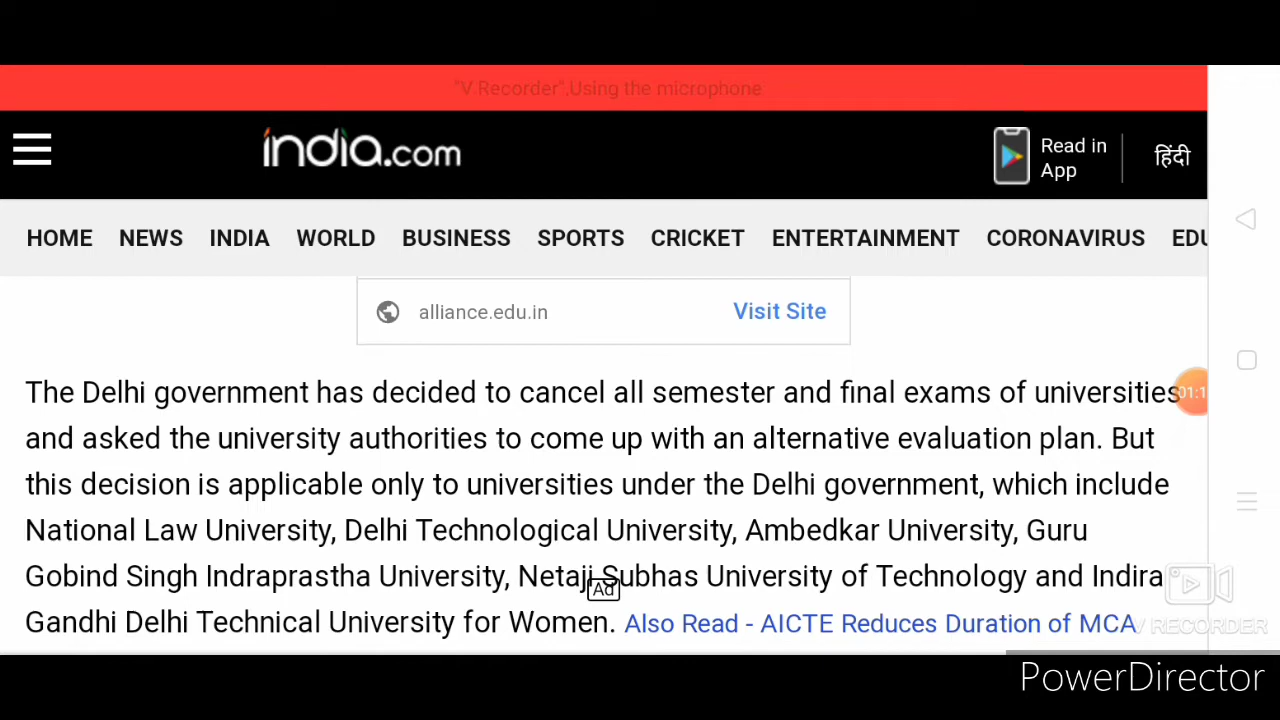 "V Recorder".Using the microphone
india.com
Read in
App
हिंदी
HOME NEWS INDIA WORLD BUSINESS SPORTS CRICKET ENTERTAINMENT CORONAVIRUS EDU
alliance.edu.in Visit Site
The Delhi government has decided to cancel all semester and final exams of universities
01:1
and asked the university authorities to come up with an alternative evaluation plan. But
this decision is applicable only to universities under the Delhi government, which include
National Law University, Delhi Technological University, Ambedkar University, Guru
Gobind Singh Indraprastha University, Netaji Subhas University of Technology and Indira
Ad
Gandhi Delhi Technical University for Women. Also Read - AICTE Reduces Duration of MCA
V RECORDER
PowerDirector